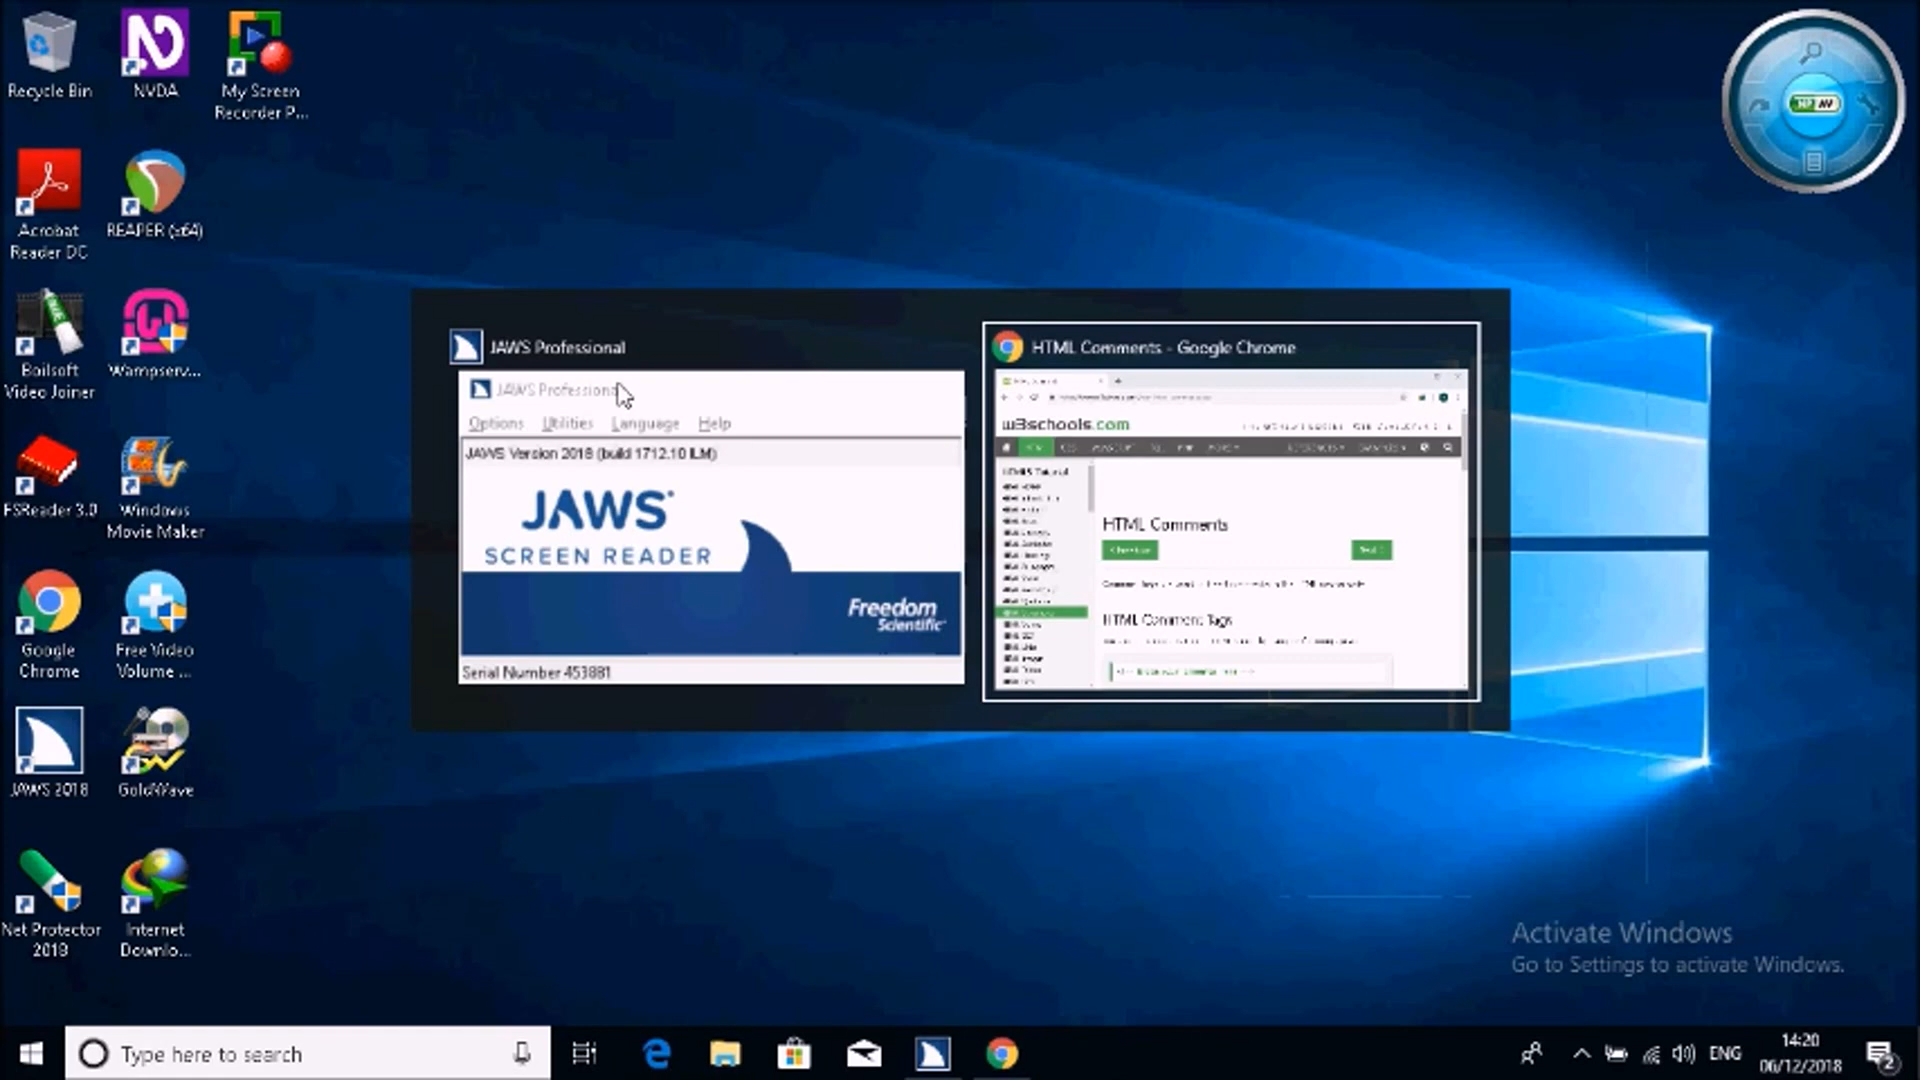 Recycle Bin
NVDA
My Screen
Recorder P...
Acrobat
Reader DC
REAPER (x64)
Boilsoft
Video Joiner
Wampserv...
FSReader 3.0
Windows
Movie Maker
Google
Chrome
Free Video
Volume ...
JAWS 2018
GoldWave
Net Protector
2018
Internet
Downlo...
JAWS Professional
JAWS Professional
Options Utilities Language Help
JAWS Version 2018 (build 1712.10 ILM)
JAWS
SCREEN READER
Freedom
Scientific
Serial Number 453881
HTML Comments - Google Chrome
w3schools.com
HTML Comments
HTML Comment Tags
Activate Windows
Go to Settings to activate Windows.
Type here to search
ENG
14:20
06/12/2018
2